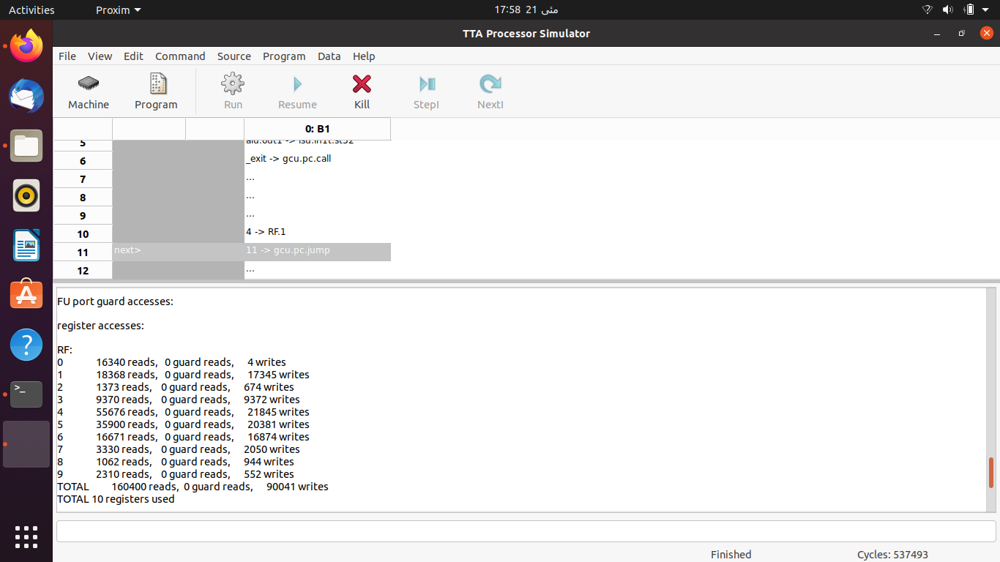 Activities
Proxim
17:58 21 مئی
TTA Processor Simulator
File View Edit Command Source Program Data Help
Machine Program Run Resume Kill StepI NextI
0: B1
5 alu.out1 -> lsu.in1t.st32
6 _exit -> gcu.pc.call
7 ...
8 ...
9 ...
10 4 -> RF.1
11 next> 11 -> gcu.pc.jump
12 ...
FU port guard accesses:
register accesses:
RF:
0 16340 reads, 0 guard reads, 4 writes
1 18368 reads, 0 guard reads, 17345 writes
2 1373 reads, 0 guard reads, 674 writes
3 9370 reads, 0 guard reads, 9372 writes
4 55676 reads, 0 guard reads, 21845 writes
5 35900 reads, 0 guard reads, 20381 writes
6 16671 reads, 0 guard reads, 16874 writes
7 3330 reads, 0 guard reads, 2050 writes
8 1062 reads, 0 guard reads, 944 writes
9 2310 reads, 0 guard reads, 552 writes
TOTAL 160400 reads, 0 guard reads, 90041 writes
TOTAL 10 registers used
Finished Cycles: 537493